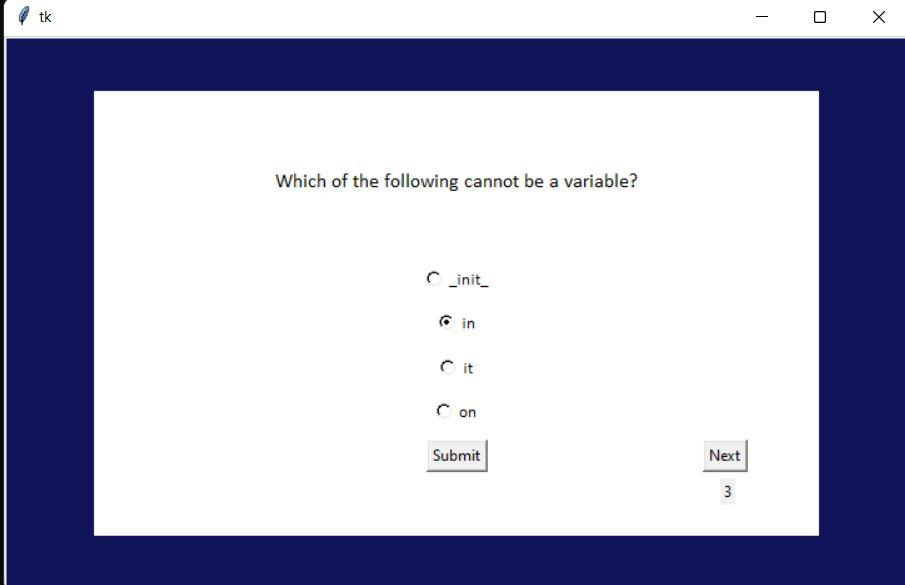 tk
Which of the following cannot be a variable?
_init_
in
it
on
Submit
Next
3